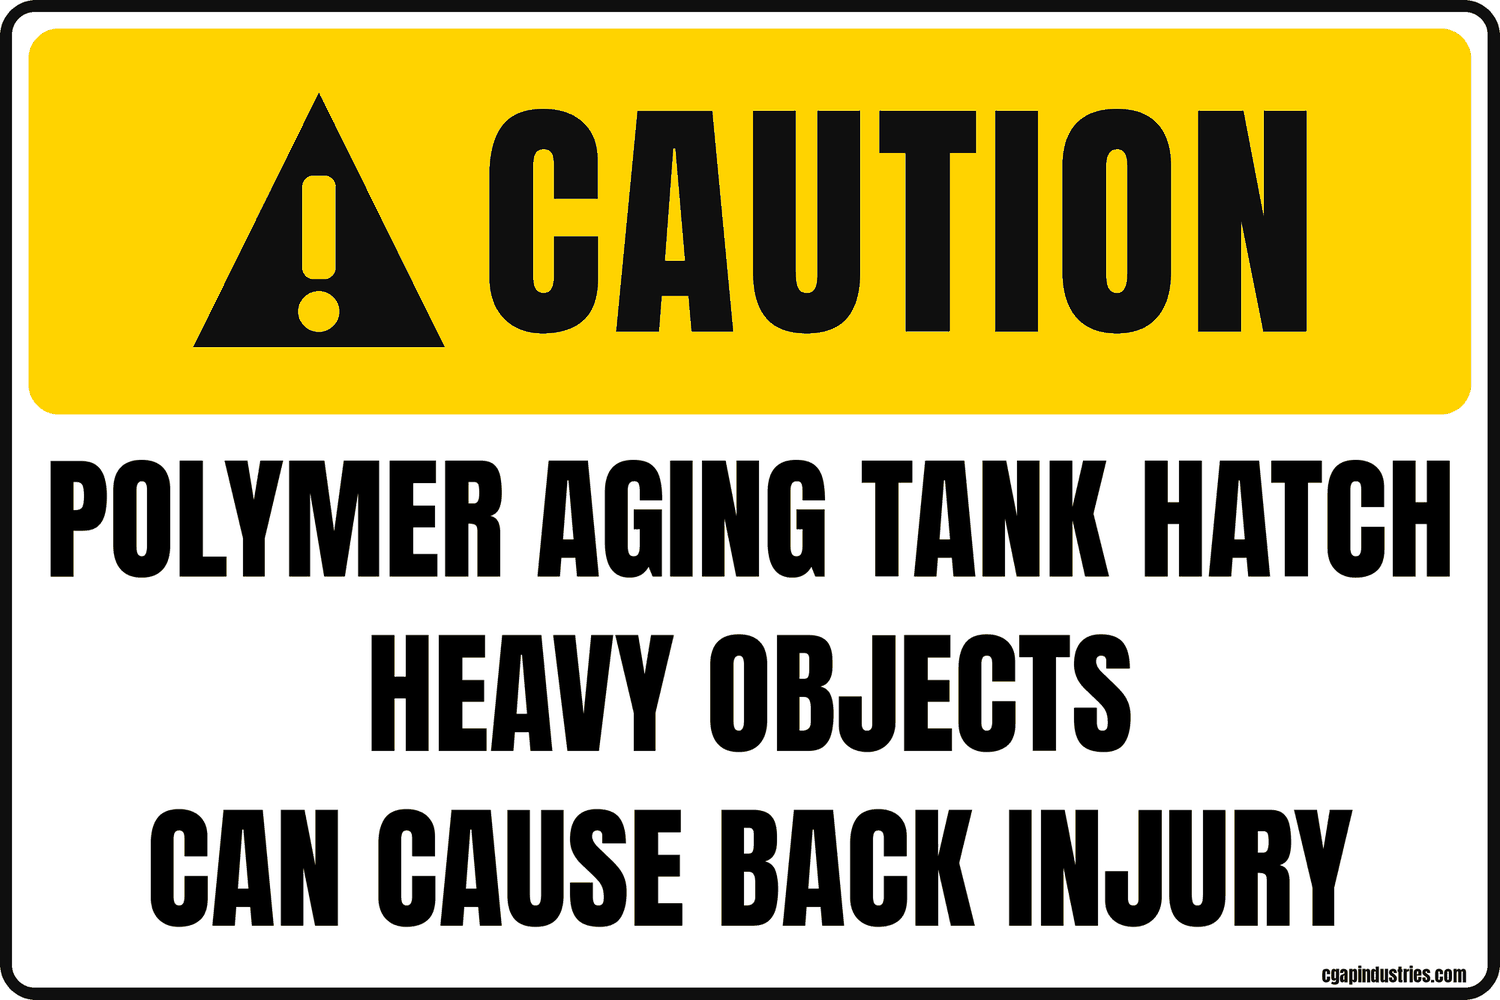 CAUTION
POLYMER AGING TANK HATCH
HEAVY OBJECTS
CAN CAUSE BACK INJURY
cgapindustries.com